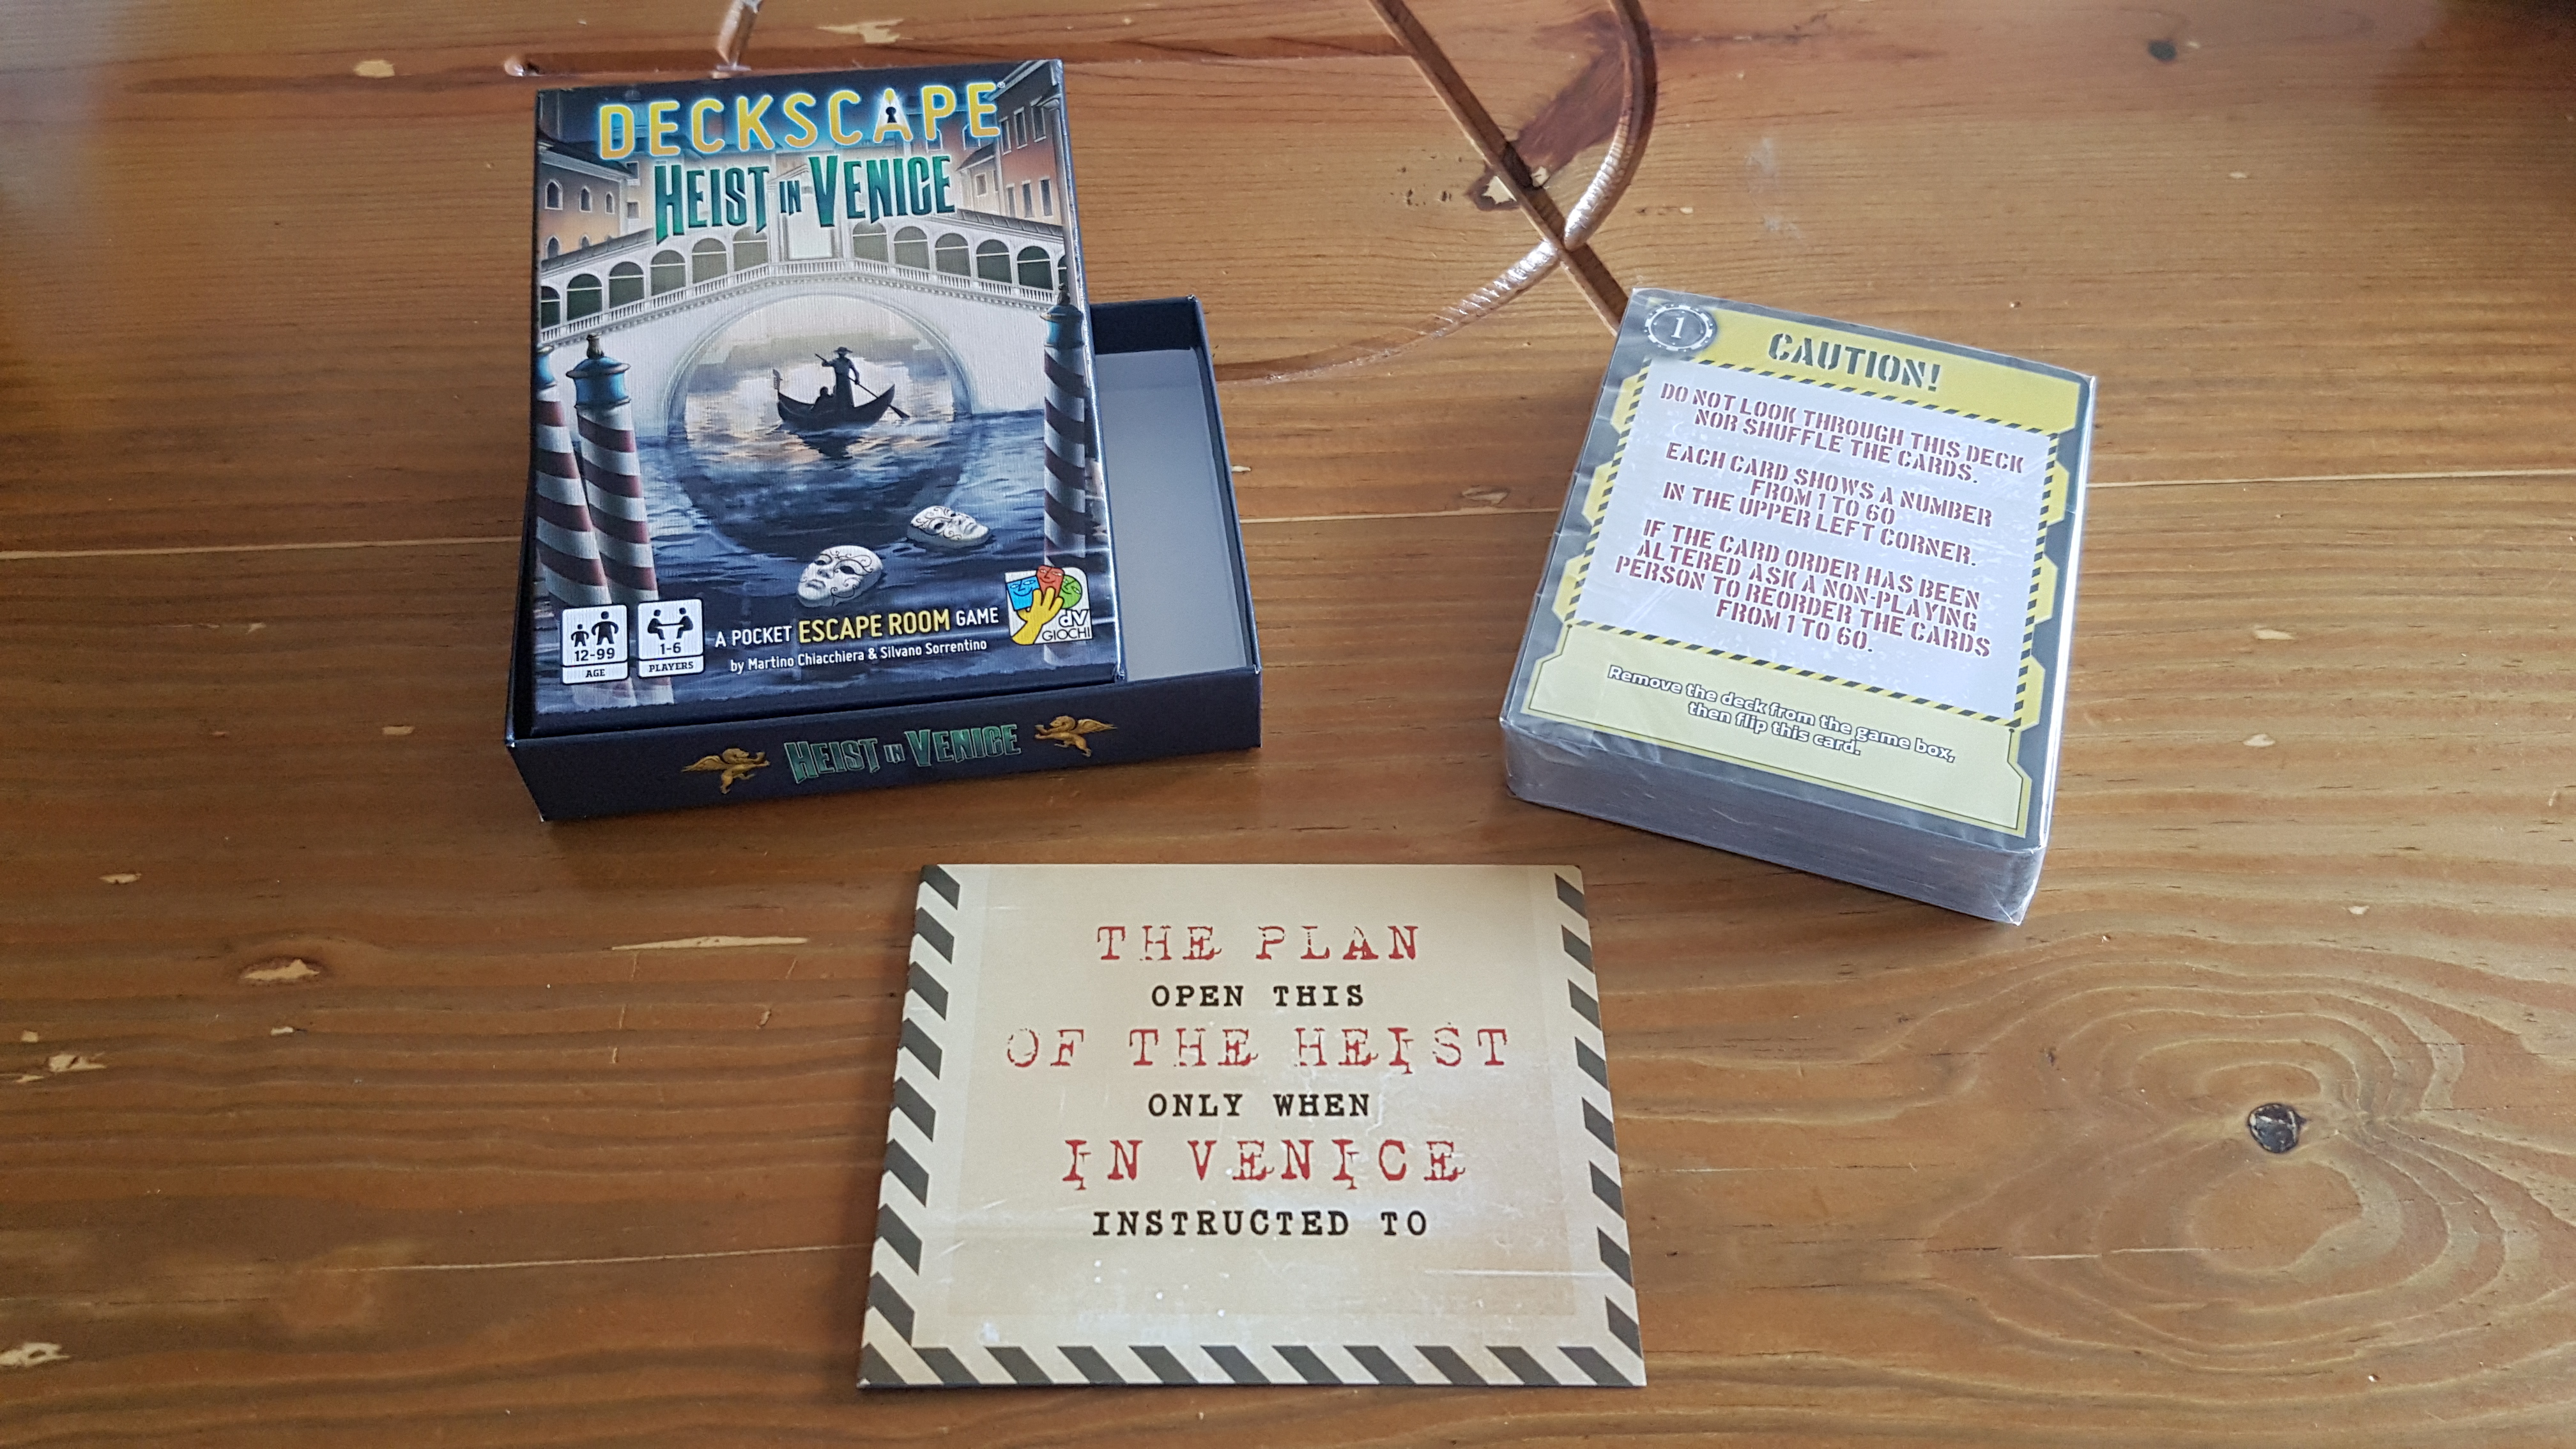 DECKSCAPE
HEIST IN VENICE
12-99
AGE
1-6
PLAYERS
A POCKET ESCAPE ROOM GAME
by Martino Chiacchiera & Silvano Sorrentino
dV
GIOCHI
HEIST IN VENICE
1
CAUTION!
DO NOT LOOK THROUGH THIS DECK
NOR SHUFFLE THE CARDS.
EACH CARD SHOWS A NUMBER
FROM 1 TO 60
IN THE UPPER LEFT CORNER.
IF THE CARD ORDER HAS BEEN
ALTERED ASK A NON-PLAYING
PERSON TO REORDER THE CARDS
FROM 1 TO 60.
Remove the deck from the game box,
then flip this card.
THE PLAN
OPEN THIS
OF THE HEIST
ONLY WHEN
IN VENICE
INSTRUCTED TO